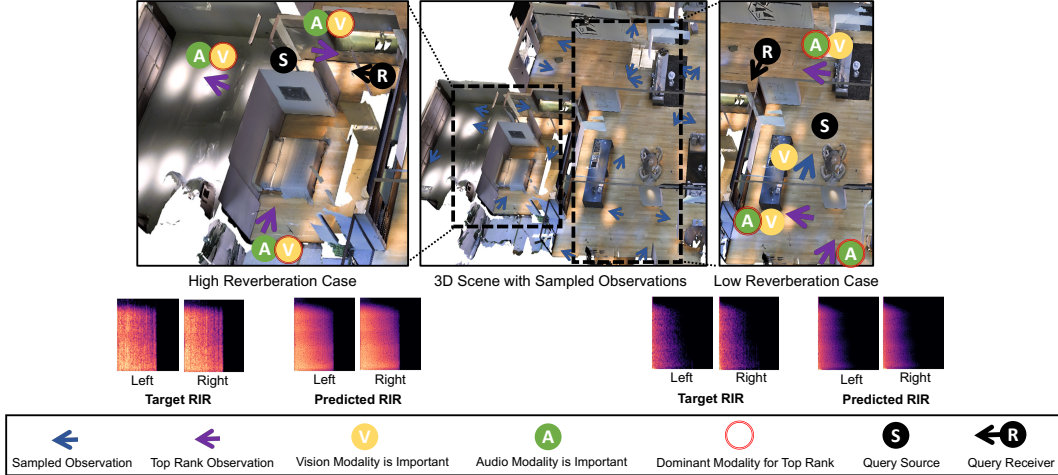 A V
A V
S
R
A V
R
A V
S
V
A V
A
High Reverberation Case
3D Scene with Sampled Observations
Low Reverberation Case
Left
Right
Left
Right
Left
Right
Left
Right
Target RIR
Predicted RIR
Target RIR
Predicted RIR
V
A
S
R
Sampled Observation
Top Rank Observation
Vision Modality is Important
Audio Modality is Important
Dominant Modality for Top Rank
Query Source
Query Receiver